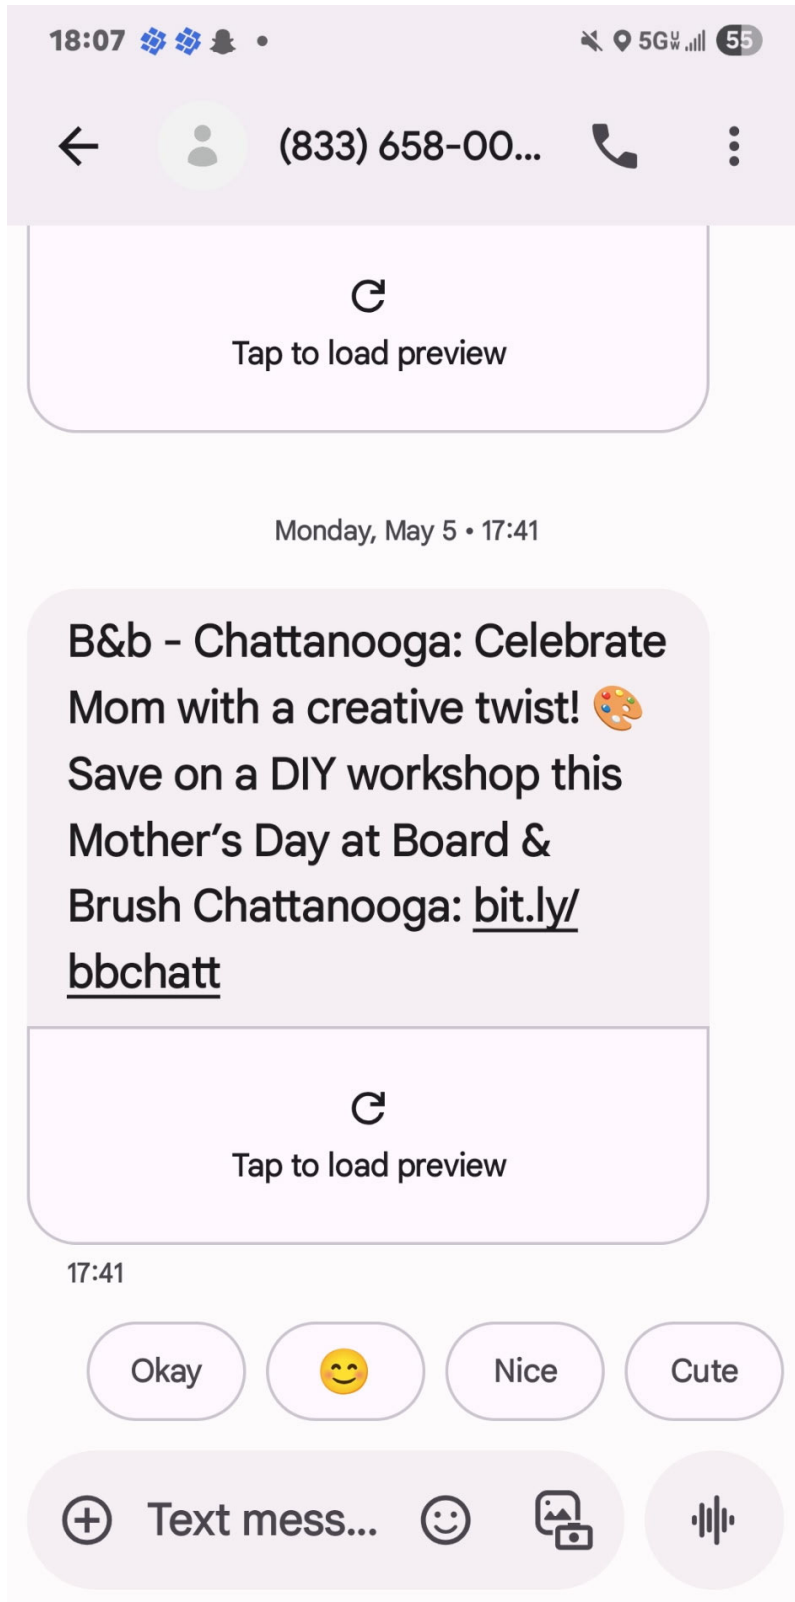 18:07
5G UW
55
(833) 658-00...
Tap to load preview
Monday, May 5 • 17:41
B&b - Chattanooga: Celebrate
Mom with a creative twist! 🎨
Save on a DIY workshop this
Mother’s Day at Board &
Brush Chattanooga: bit.ly/
bbchatt
Tap to load preview
17:41
Okay
😊
Nice
Cute
Text mess...